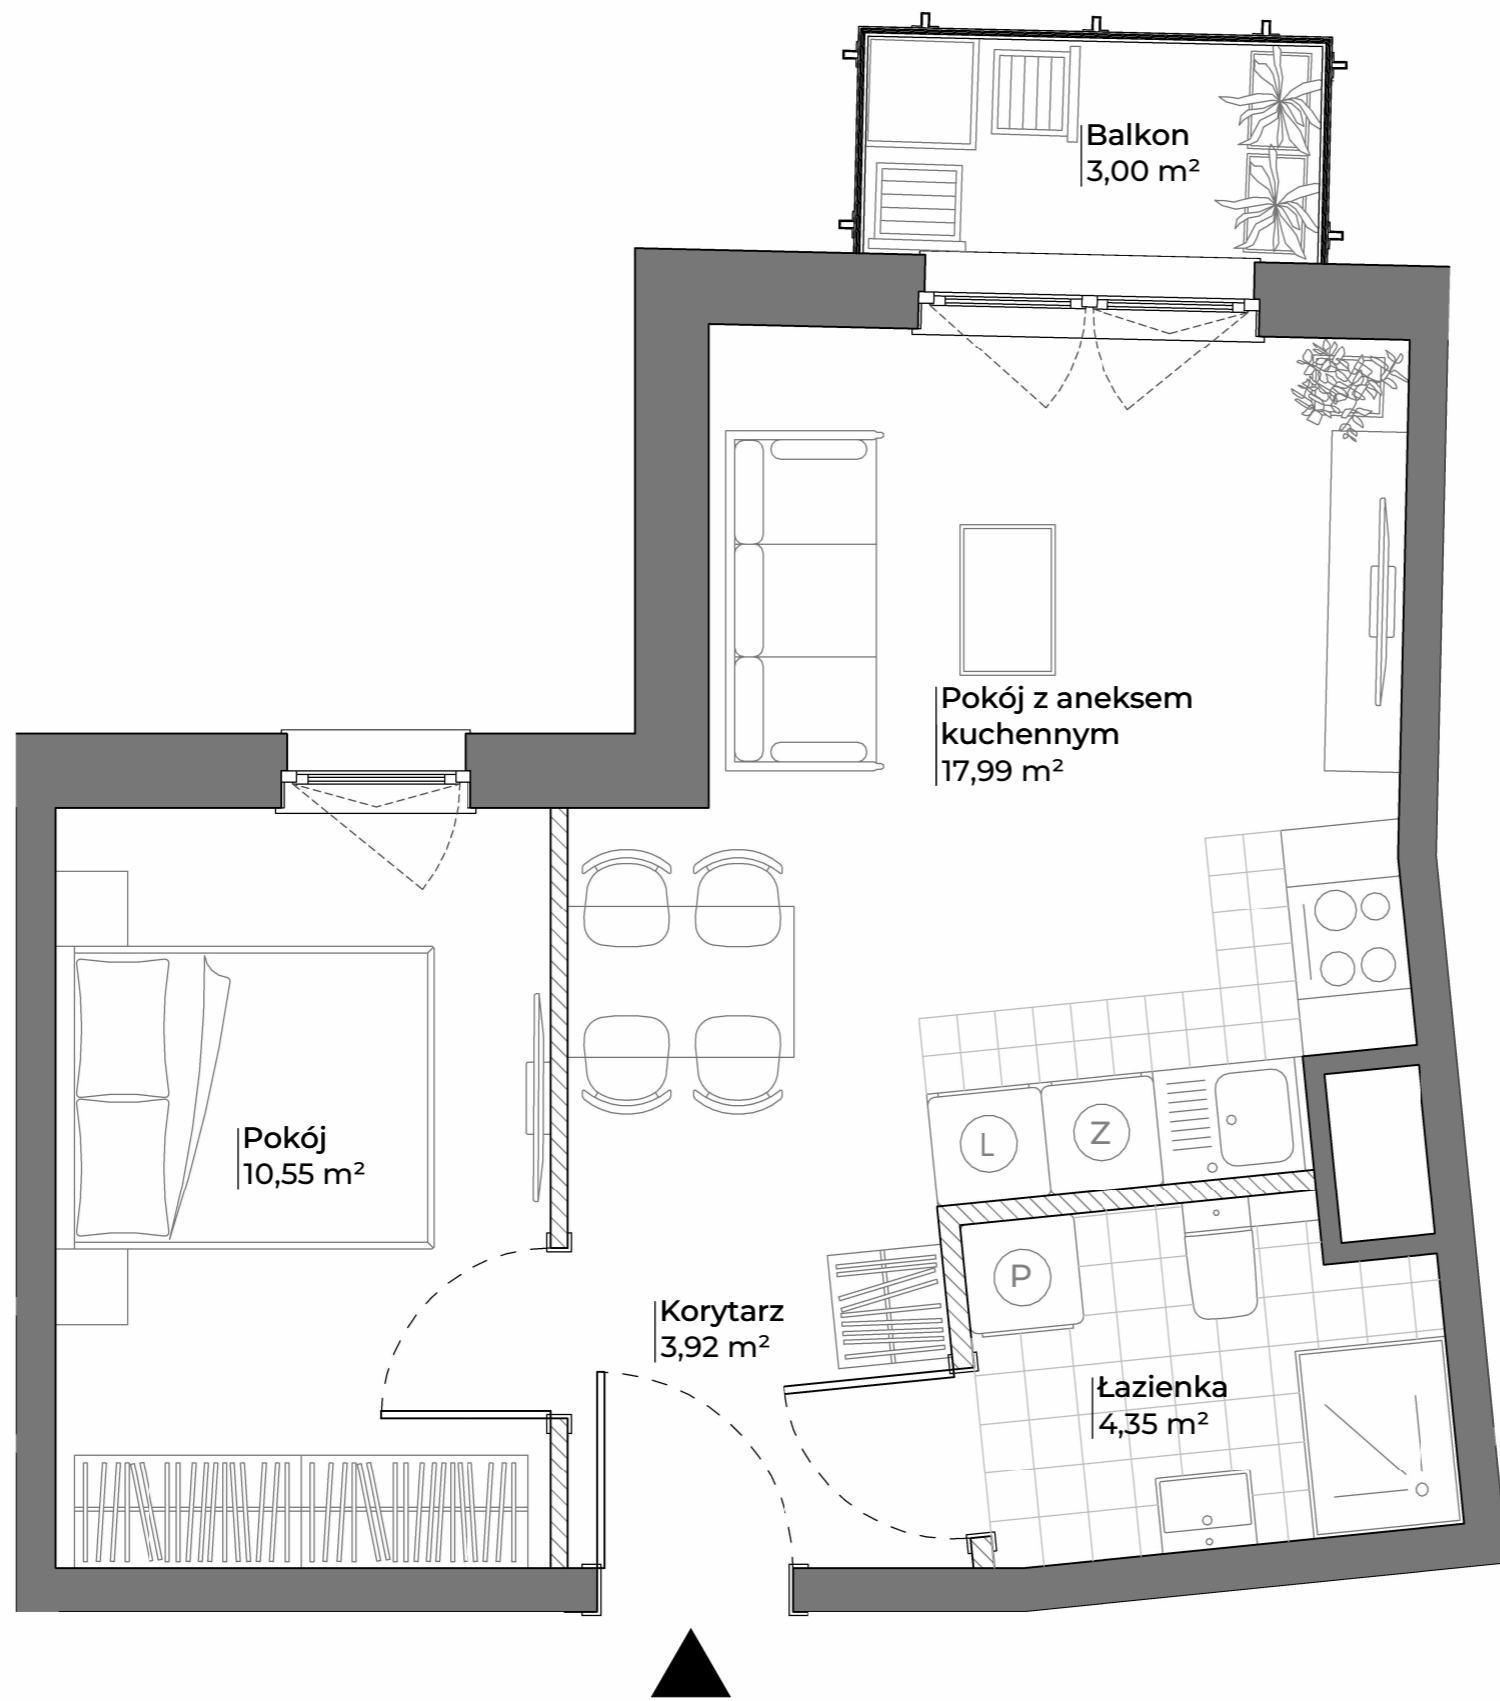 Balkon
3,00 m²
Pokój z aneksem
kuchennym
17,99 m²
Pokój
10,55 m²
L
Z
P
Korytarz
3,92 m²
Łazienka
4,35 m²